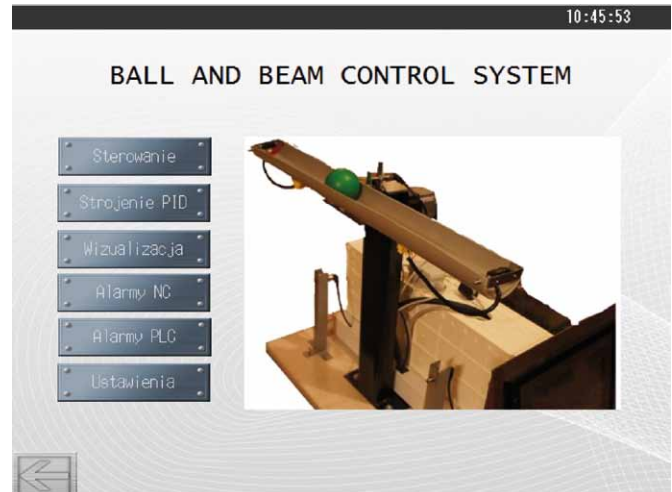 10:45:53
BALL AND BEAM CONTROL SYSTEM
Sterowanie
Strojenie PID
Wizualizacja
Alarmy NC
Alarmy PLC
Ustawienia